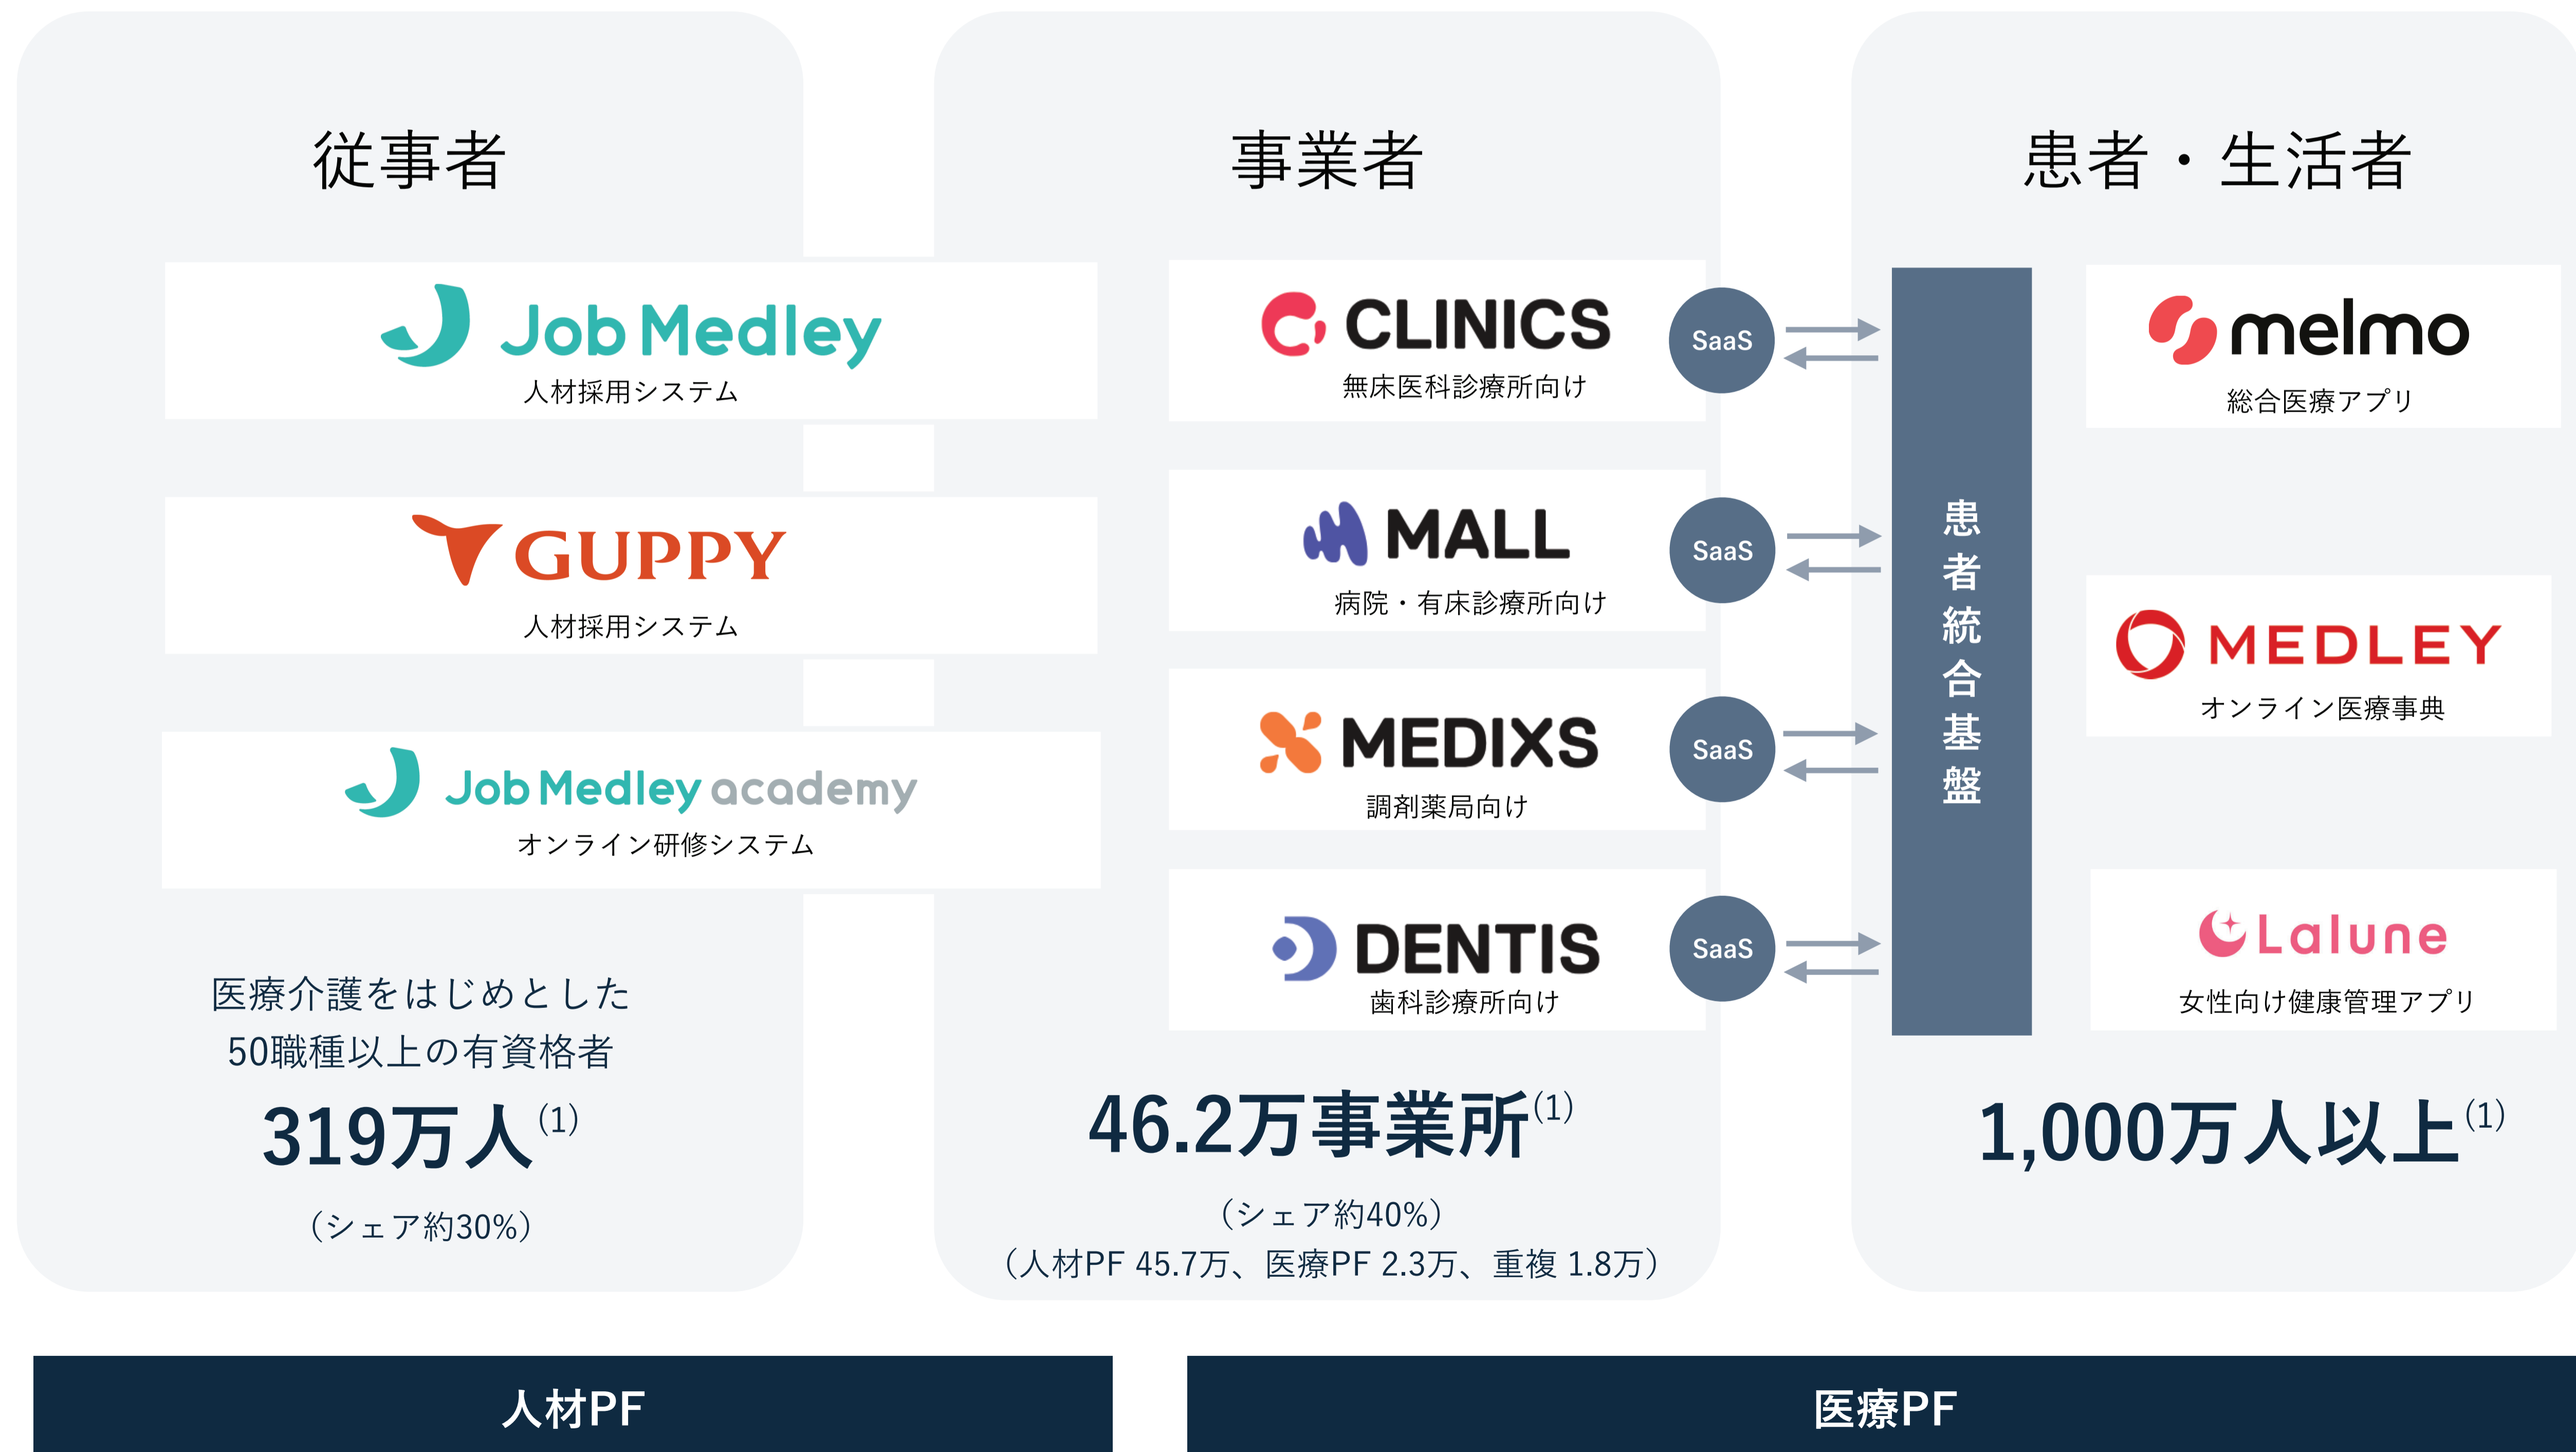 従事者
Job Medley
人材採用システム
GUPPY
人材採用システム
Job Medley academy
オンライン研修システム
医療介護をはじめとした
50職種以上の有資格者
319万人(1)
（シェア約30%）
事業者
CLINICS
無床医科診療所向け
SaaS
MALL
病院・有床診療所向け
SaaS
MEDIXS
調剤薬局向け
SaaS
DENTIS
歯科診療所向け
SaaS
46.2万事業所(1)
（シェア約40%）
（人材PF 45.7万、医療PF 2.3万、重複 1.8万）
患者・生活者
患者統合基盤
melmo
総合医療アプリ
MEDLEY
オンライン医療事典
Lalune
女性向け健康管理アプリ
1,000万人以上(1)
人材PF
医療PF